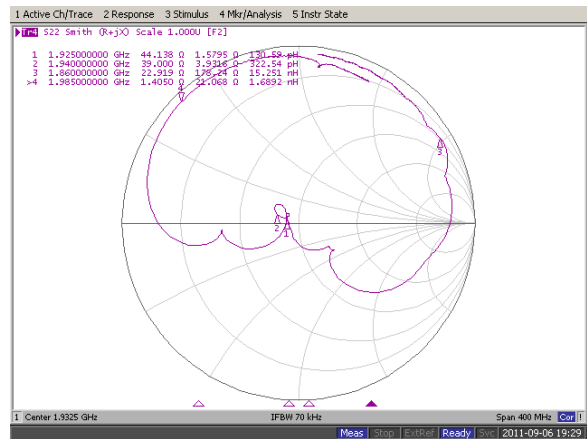 1 Active Ch/Trace 2 Response 3 Stimulus 4 Mkr/Analysis 5 Instr State
Tr4 S22 Smith (R+jX) Scale 1.000U [F2]
1 1.925000000 GHz 44.138 Ω 1.5795 Ω 130.59 pH
2 1.940000000 GHz 39.000 Ω 3.9316 Ω 322.54 pH
3 1.860000000 GHz 22.919 Ω 178.24 Ω 15.251 nH
>4 1.985000000 GHz 1.4050 Ω 21.068 Ω 1.6892 nH
4
3
2
1
1 Center 1.9325 GHz IFBW 70 kHz Span 400 MHz Cor !
Meas Stop ExtRef Ready Svc 2011-09-06 19:29